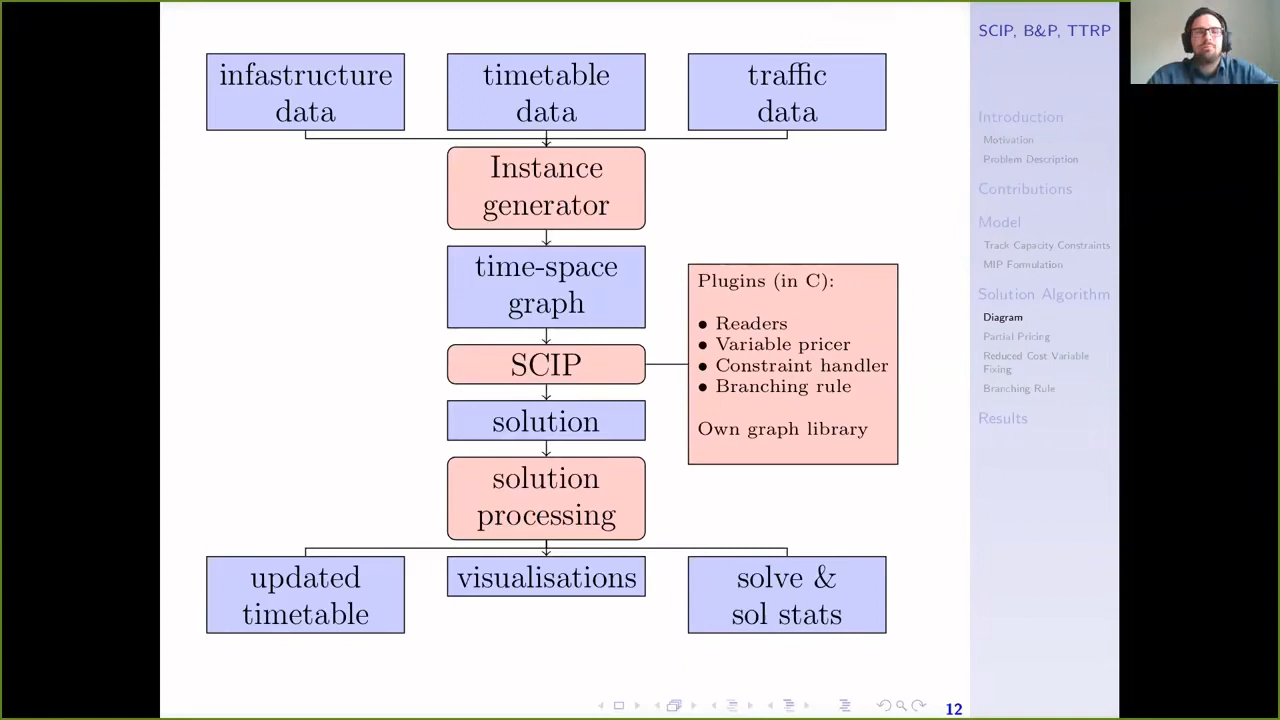 infastructure
data
timetable
data
traffic
data
Instance
generator
time-space
graph
SCIP
solution
solution
processing
updated
timetable
visualisations
solve &
sol stats
Plugins (in C):
• Readers
• Variable pricer
• Constraint handler
• Branching rule
Own graph library
SCIP, B&P, TTRP
Introduction
Motivation
Problem Description
Contributions
Model
Track Capacity Constraints
MIP Formulation
Solution Algorithm
Diagram
Partial Pricing
Reduced Cost Variable
Fixing
Branching Rule
Results
12